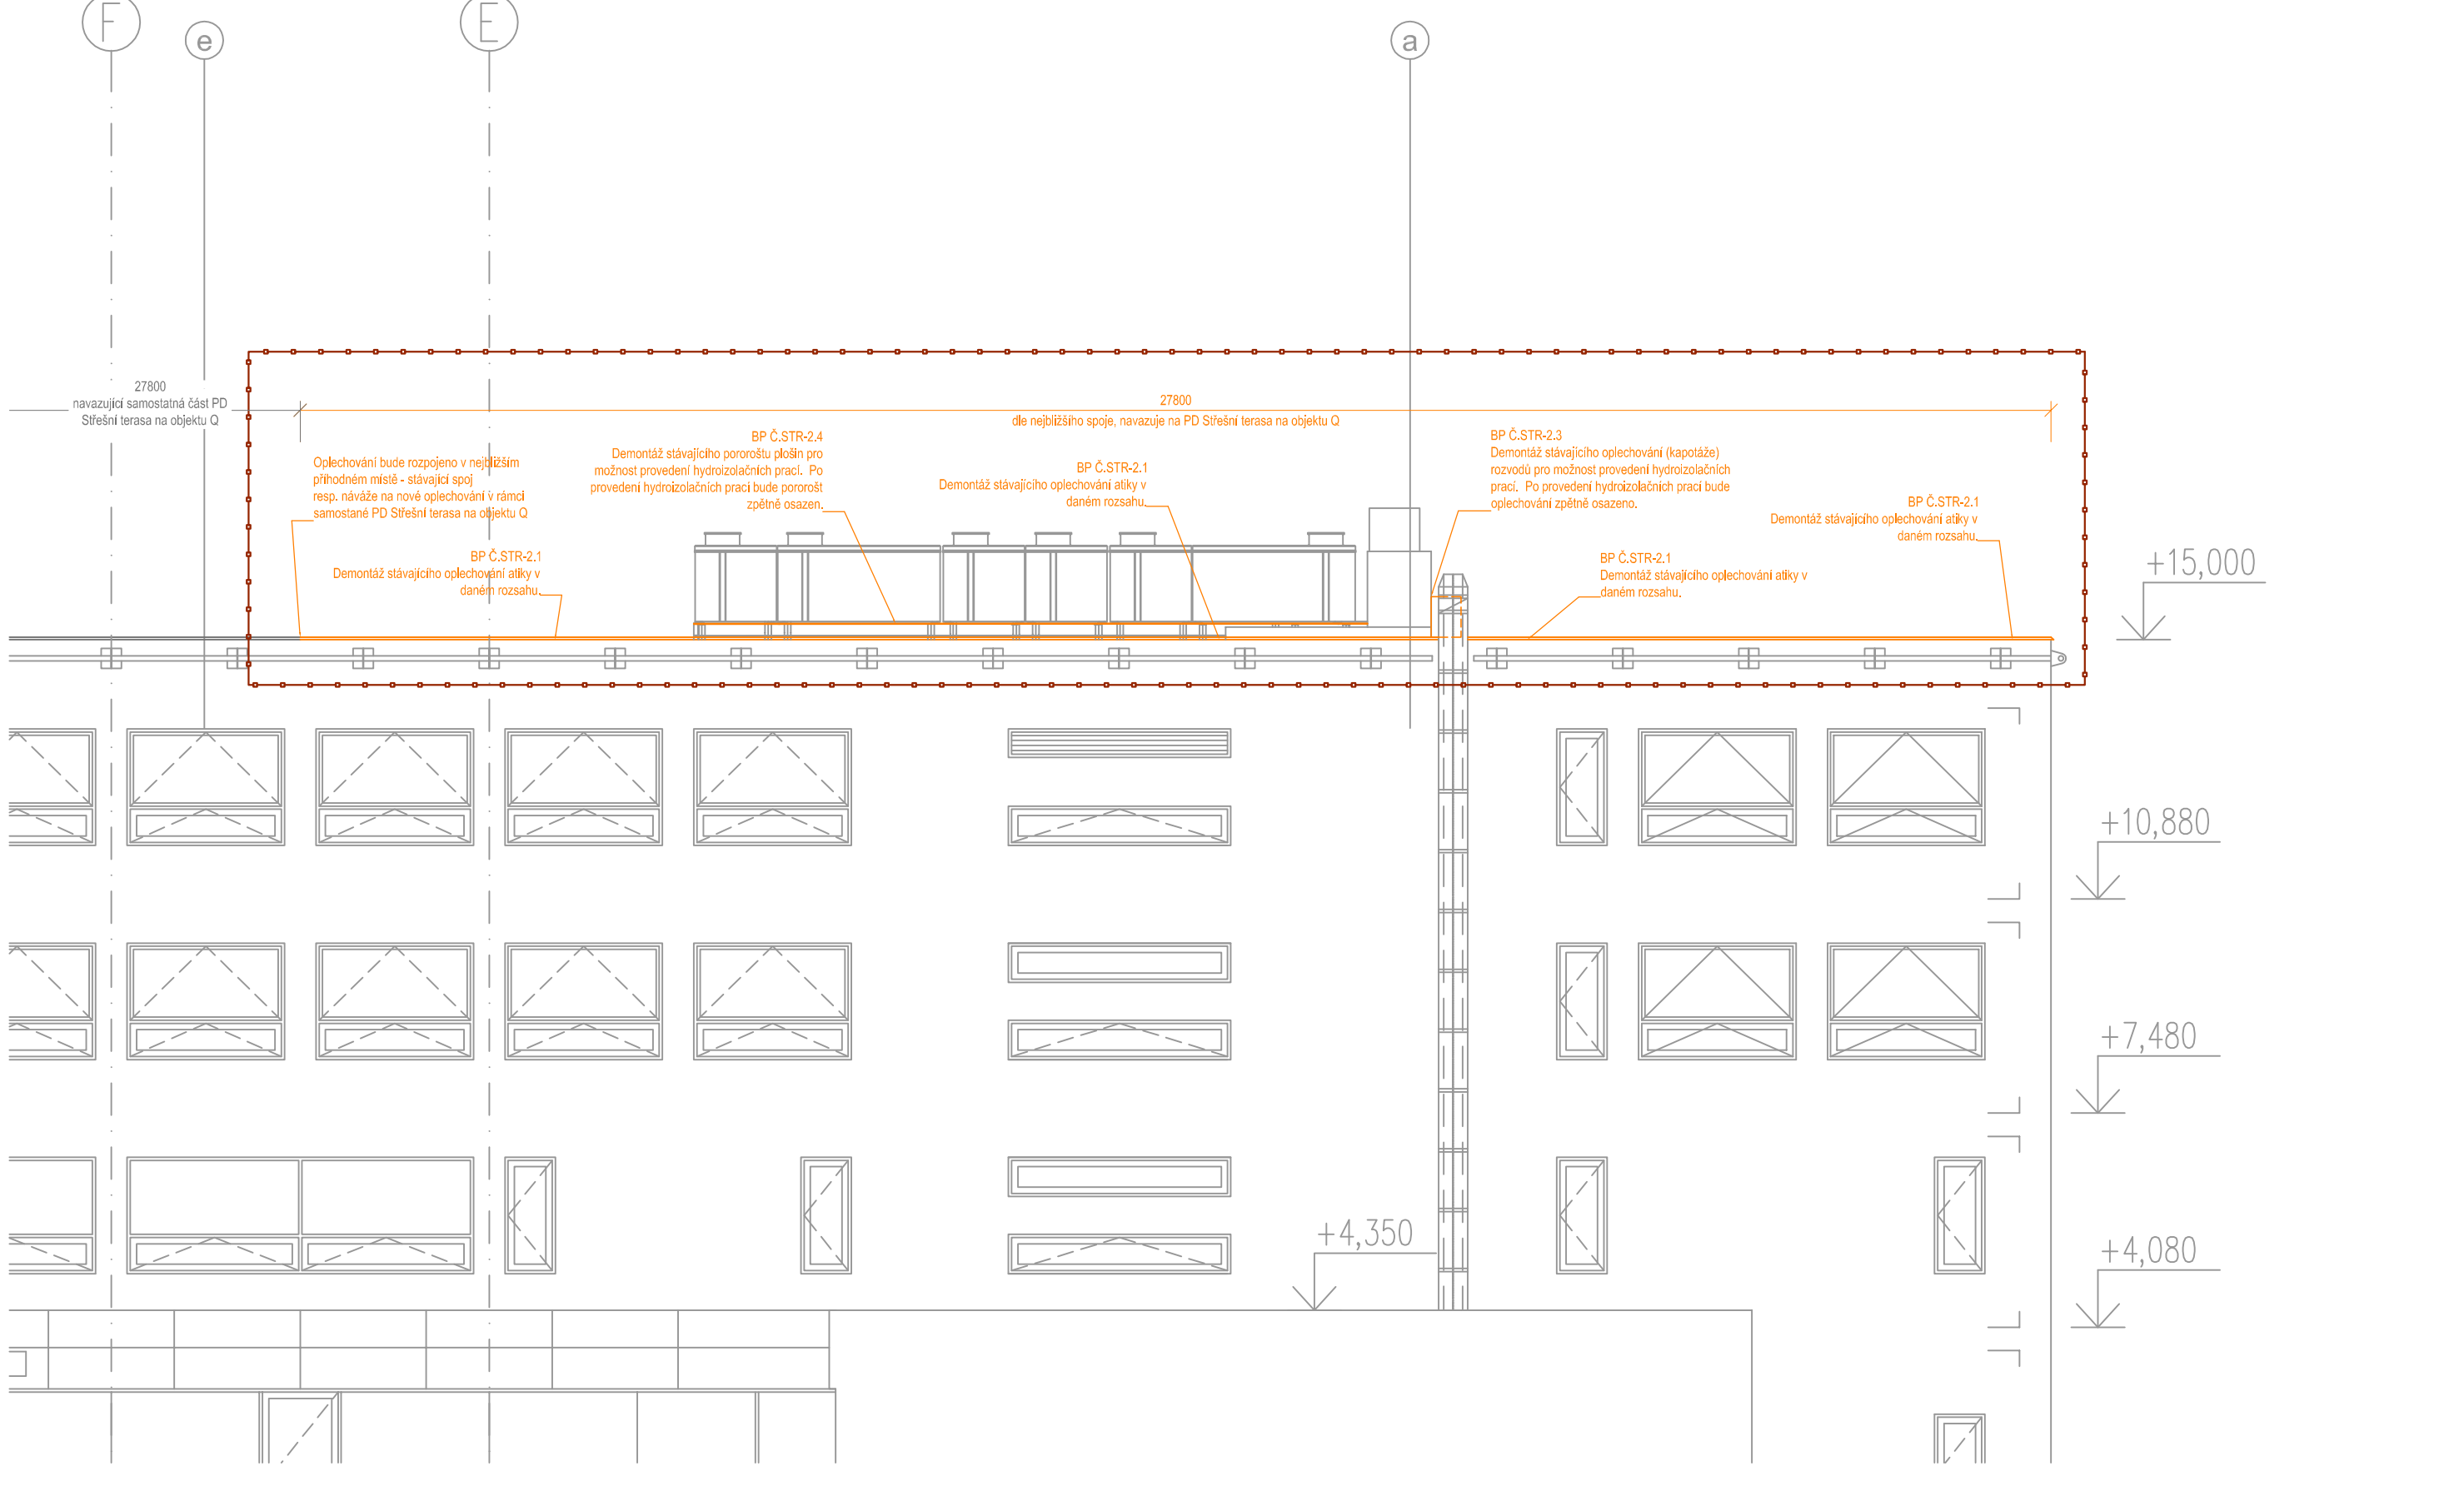 F
e
E
a
27800
navazující samostatná část PD
Střešní terasa na objektu Q
27800
dle nejbližšího spoje, navazuje na PD Střešní terasa na objektu Q
Oplechování bude rozpojeno v nejbližším
příhodném místě - stávající spoj
resp. náváže na nové oplechování v rámci
samostané PD Střešní terasa na objektu Q
BP Č.STR-2.4
Demontáž stávajícího pororoštu plošin pro
možnost provedení hydroizolačních prací. Po
provedení hydroizolačních prací bude pororošt
zpětně osazen.
BP Č.STR-2.1
Demontáž stávajícího oplechování atiky v
daném rozsahu.
BP Č.STR-2.3
Demontáž stávajícího oplechování (kapotáže)
rozvodů pro možnost provedení hydroizolačních
prací. Po provedení hydroizolačních prací bude
oplechování zpětně osazeno.
BP Č.STR-2.1
Demontáž stávajícího oplechování atiky v
daném rozsahu.
BP Č.STR-2.1
Demontáž stávajícího oplechování atiky v
daném rozsahu.
BP Č.STR-2.1
Demontáž stávajícího oplechování atiky v
daném rozsahu.
+15,000
+10,880
+7,480
+4,350
+4,080